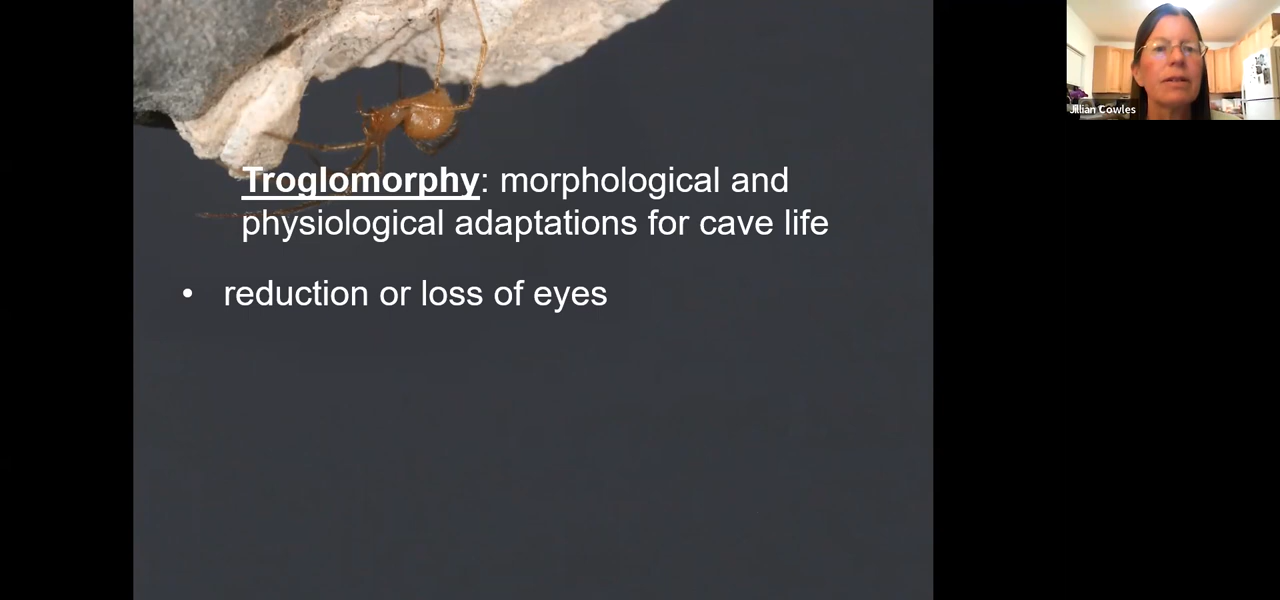 Jillian Cowles
Troglomorphy: morphological and
physiological adaptations for cave life
• reduction or loss of eyes